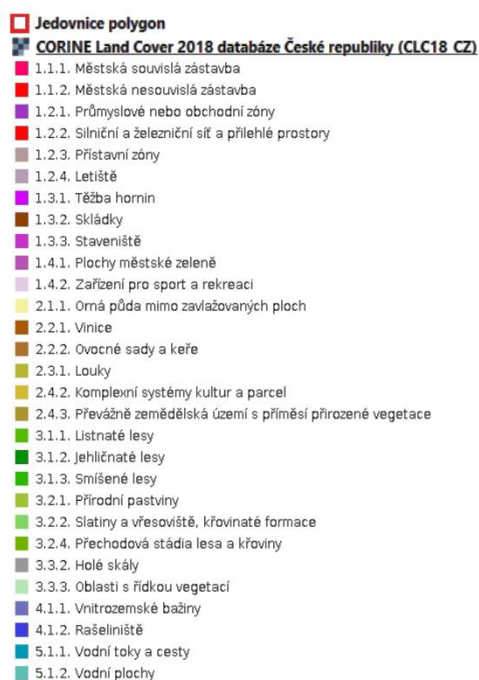 Jedovnice polygon
CORINE Land Cover 2018 databáze České republiky (CLC18_CZ)
1.1.1. Městská souvislá zástavba
1.1.2. Městská nesouvislá zástavba
1.2.1. Průmyslové nebo obchodní zóny
1.2.2. Silniční a železniční síť a přilehlé prostory
1.2.3. Přístavní zóny
1.2.4. Letiště
1.3.1. Těžba hornin
1.3.2. Skládky
1.3.3. Staveniště
1.4.1. Plochy městské zeleně
1.4.2. Zařízení pro sport a rekreaci
2.1.1. Orná půda mimo zavlažovaných ploch
2.2.1. Vinice
2.2.2. Ovocné sady a keře
2.3.1. Louky
2.4.2. Komplexní systémy kultur a parcel
2.4.3. Převážně zemědělská území s příměsí přirozené vegetace
3.1.1. Listnaté lesy
3.1.2. Jehličnaté lesy
3.1.3. Smíšené lesy
3.2.1. Přírodní pastviny
3.2.2. Slatiny a vřesoviště, křovinaté formace
3.2.4. Přechodová stádia lesa a křoviny
3.3.2. Holé skály
3.3.3. Oblasti s řídkou vegetací
4.1.1. Vnitrozemské bažiny
4.1.2. Rašeliniště
5.1.1. Vodní toky a cesty
5.1.2. Vodní plochy